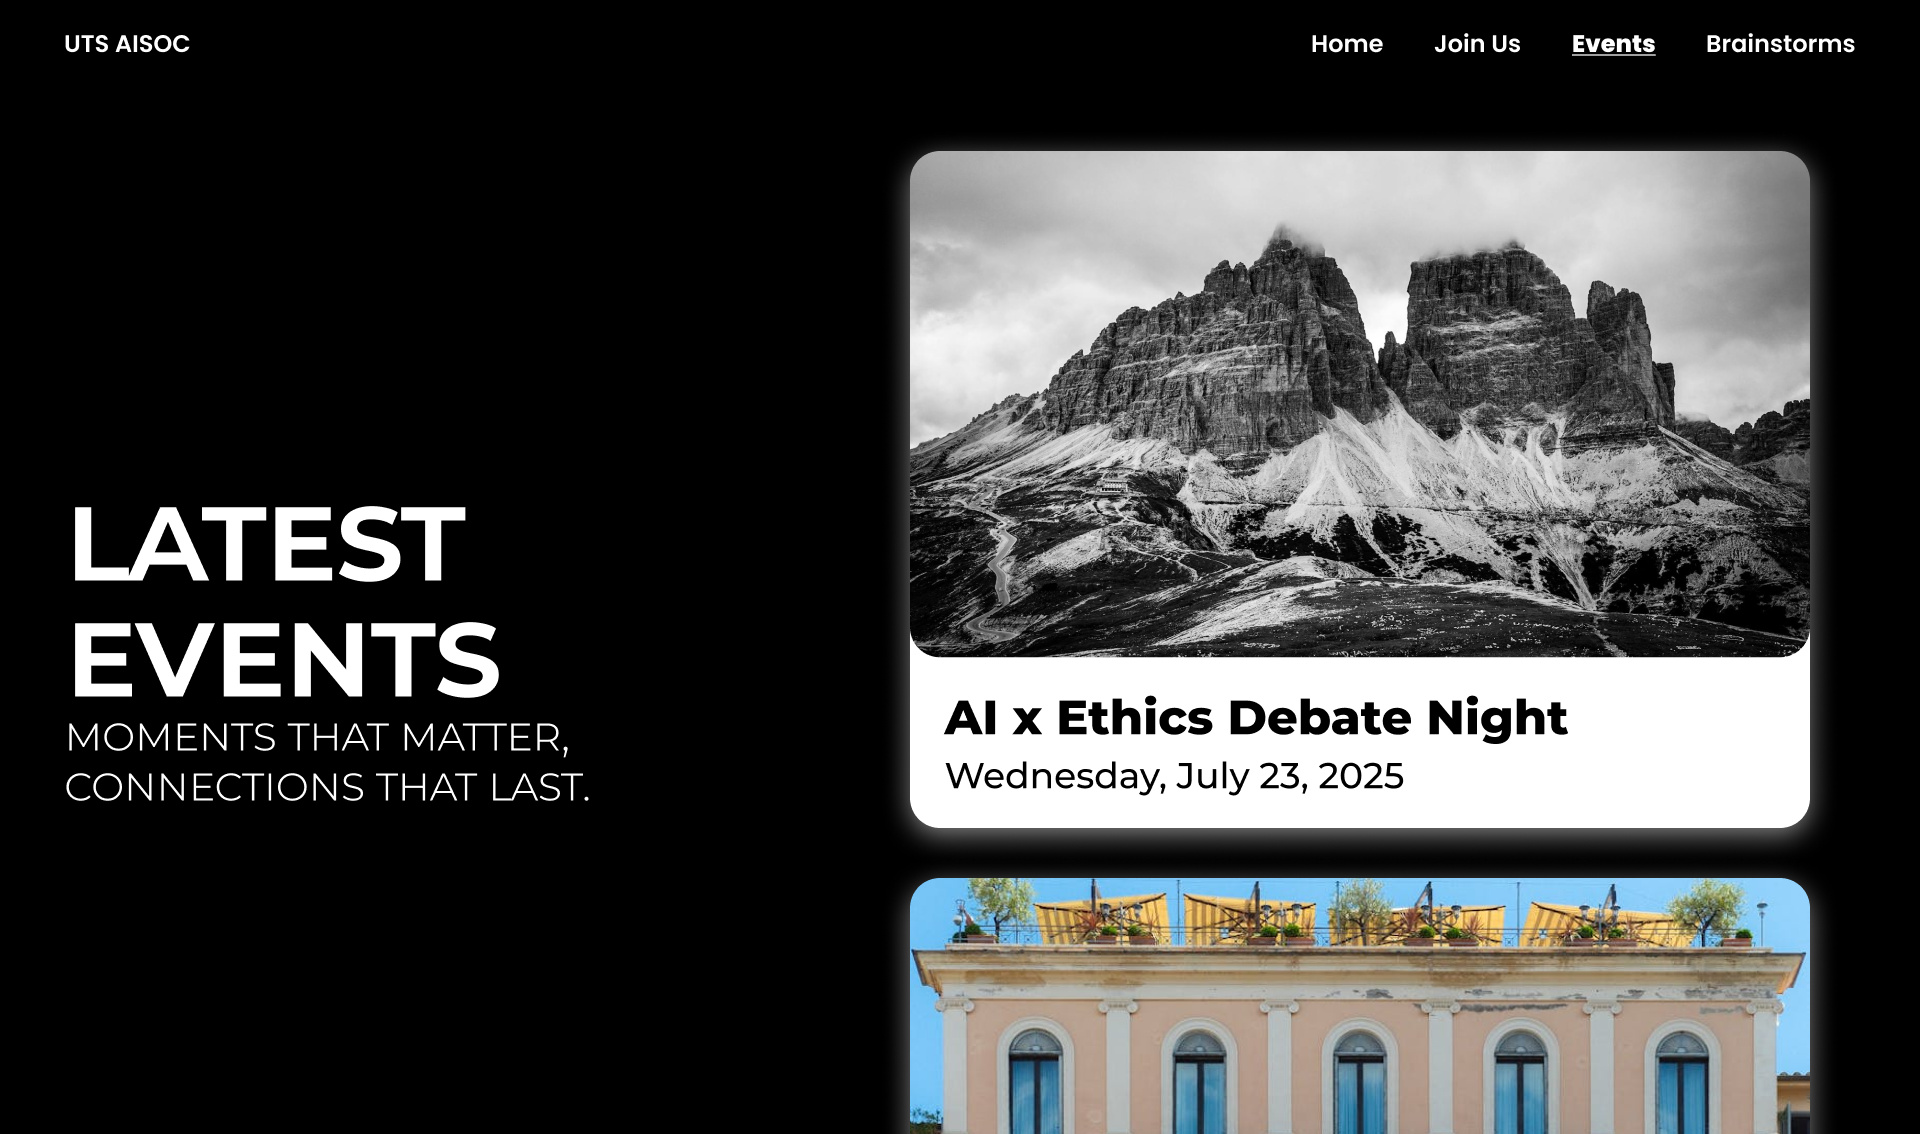 UTS AISOC
Home
Join Us
Events
Brainstorms
LATEST
EVENTS
MOMENTS THAT MATTER,
CONNECTIONS THAT LAST.
AI x Ethics Debate Night
Wednesday, July 23, 2025